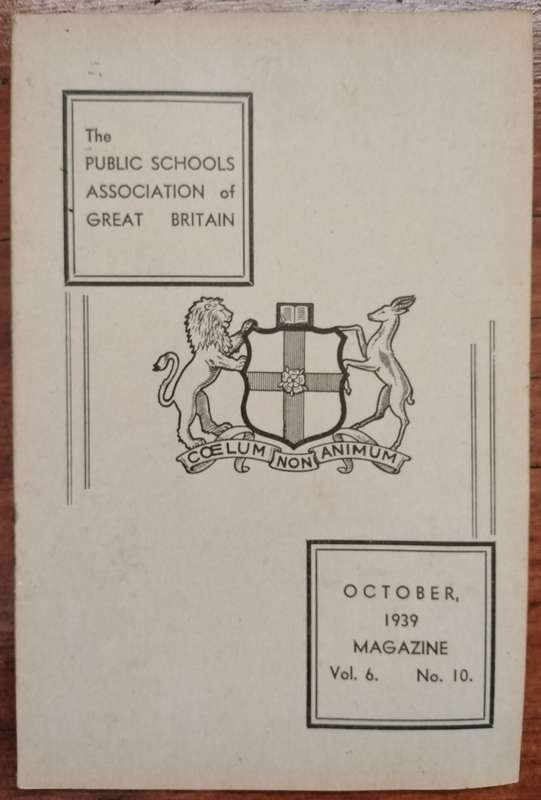 The
PUBLIC SCHOOLS
ASSOCIATION of
GREAT BRITAIN
CŒLUM NON ANIMUM
OCTOBER,
1939
MAGAZINE
Vol. 6. No. 10.